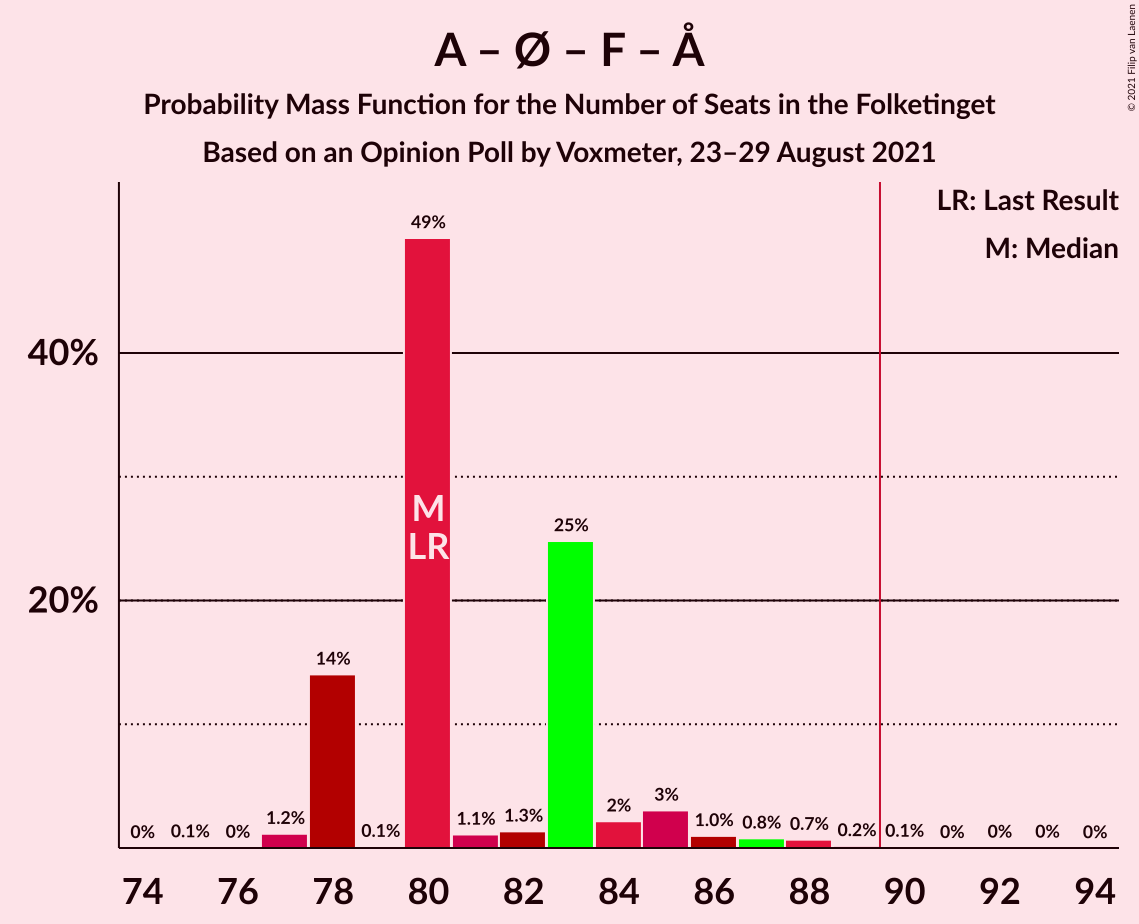 A – Ø – F – Å
Probability Mass Function for the Number of Seats in the Folketinget
Based on an Opinion Poll by Voxmeter, 23–29 August 2021
© 2021 Filip van Laenen
LR: Last Result
M: Median
40%
20%
0%
0.1%
0%
1.2%
14%
0.1%
49%
M
LR
1.1%
1.3%
25%
2%
3%
1.0%
0.8%
0.7%
0.2%
0.1%
0%
0%
0%
0%
74 76 78 80 82 84 86 88 90 92 94